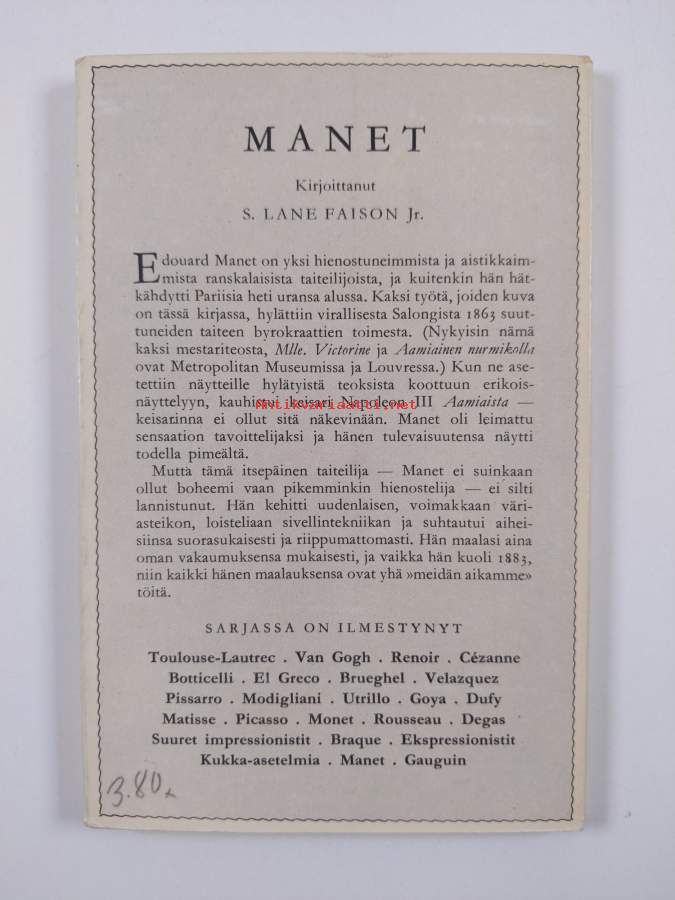 MANET
Kirjoittanut
S. LANE FAISON Jr.
Edouard Manet on yksi hienostuneimmista ja aistikkaim-
mista ranskalaisista taiteilijoista, ja kuitenkin hän hät-
kähdytti Pariisia heti uransa alussa. Kaksi työtä, joiden kuva
on tässä kirjassa, hylättiin virallisesta Salongista 1863 suut-
tuneiden taiteen byrokraattien toimesta. (Nykyisin nämä
kaksi mestariteosta, Mlle. Victorine ja Aamiainen nurmikolla
ovat Metropolitan Museumissa ja Louvressa.) Kun ne ase-
tettiin näytteille hylätyistä teoksista koottuun erikois-
näyttelyyn, kauhistui keisari Napoleon III Aamiaista —
antikvariaatti.net
keisarinna ei ollut sitä näkevinään. Manet oli leimattu
sensaation tavoittelijaksi ja hänen tulevaisuutensa näytti
todella pimeältä.
Mutta tämä itsepäinen taiteilija — Manet ei suinkaan
ollut boheemi vaan pikemminkin hienostelija — ei silti
lannistunut. Hän kehitti uudenlaisen, voimakkaan väri-
asteikon, loisteliaan sivellintekniikan ja suhtautui aihei-
siinsa suorasukaisesti ja riippumattomasti. Hän maalasi aina
oman vakaumuksensa mukaisesti, ja vaikka hän kuoli 1883,
niin kaikki hänen maalauksensa ovat yhä »meidän aikamme»
töitä.
SARJASSA ON ILMESTYNYT
Toulouse-Lautrec . Van Gogh . Renoir . Cézanne
Botticelli . El Greco . Brueghel . Velazquez
Pissarro . Modigliani . Utrillo . Goya . Dufy
Matisse . Picasso . Monet . Rousseau . Degas
Suuret impressionistit . Braque . Ekspressionistit
Kukka-asetelmia . Manet . Gauguin
3.80